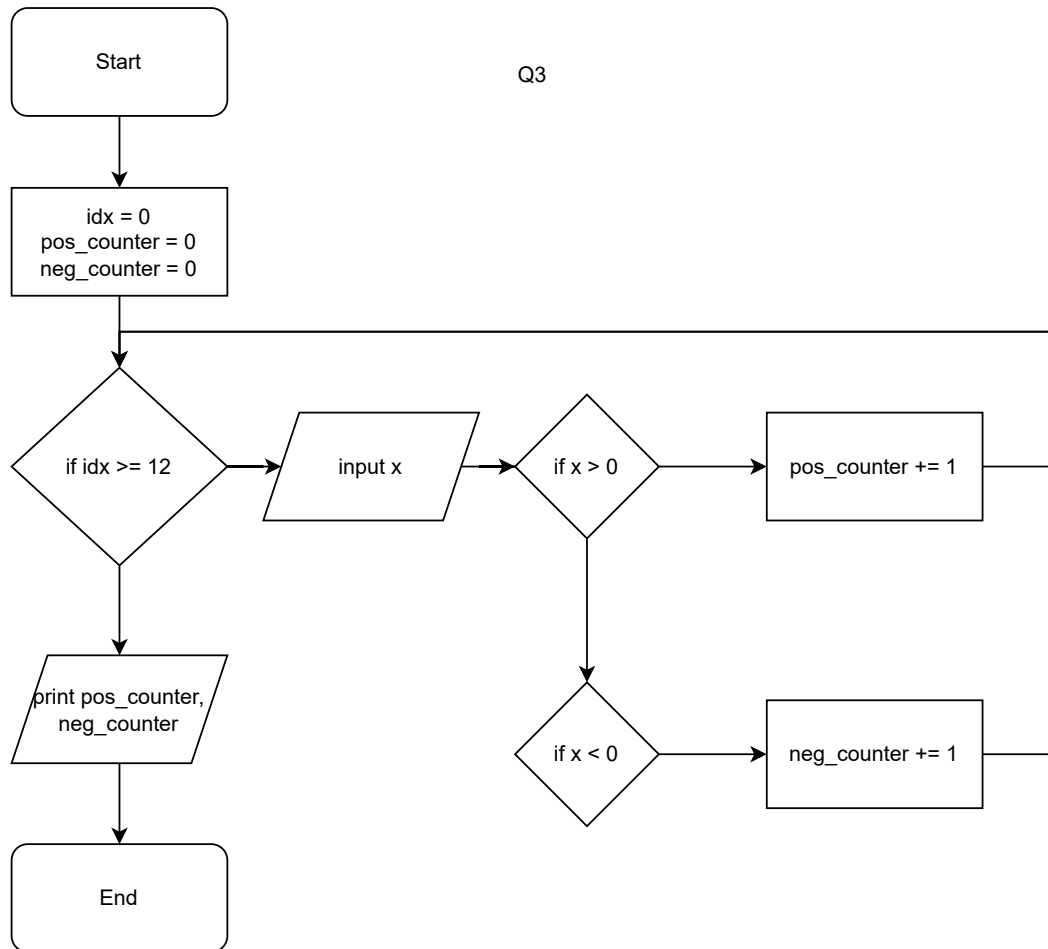 Start
Q3
idx = 0
pos_counter = 0
neg_counter = 0
if idx >= 12
input x
if x > 0
pos_counter += 1
print pos_counter,
neg_counter
if x < 0
neg_counter += 1
End